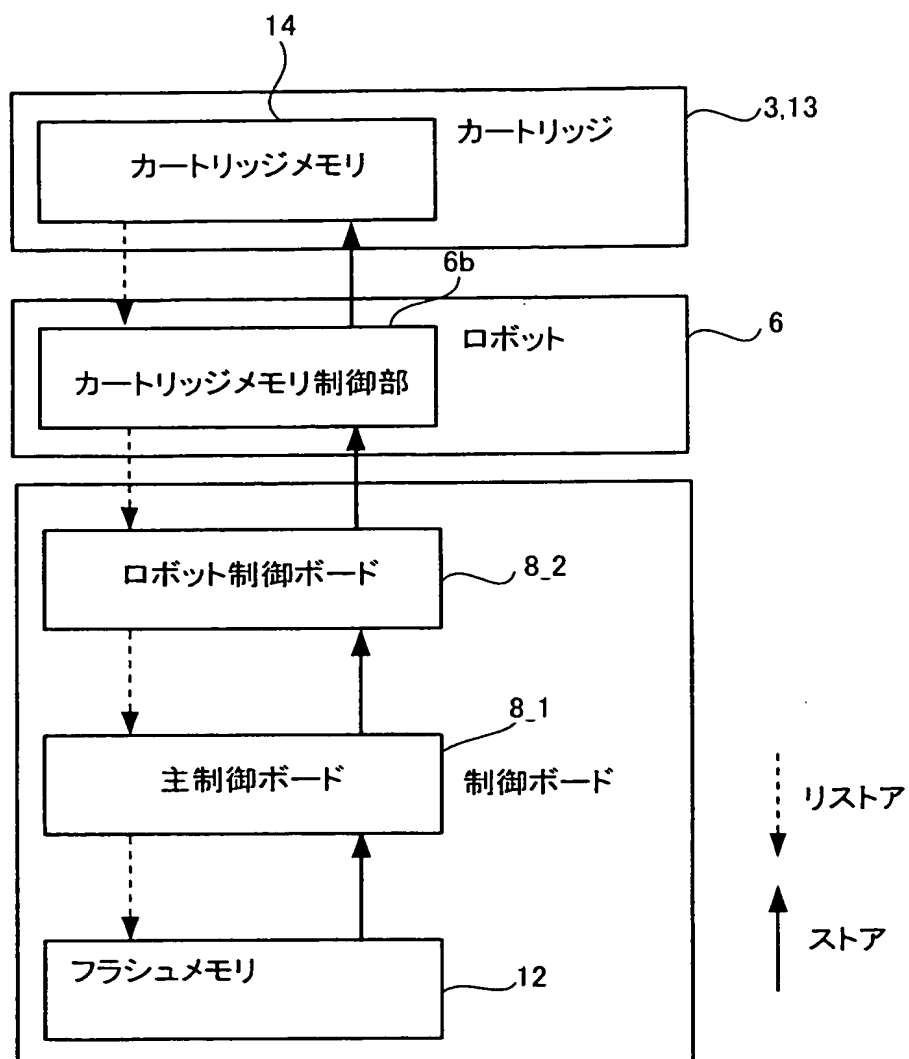 14
カートリッジ
3,13
カートリッジメモリ
6b
ロボット
6
カートリッジメモリ制御部
ロボット制御ボード
8_2
8_1
主制御ボード
制御ボード
リストア
フラシュメモリ
12
ストア